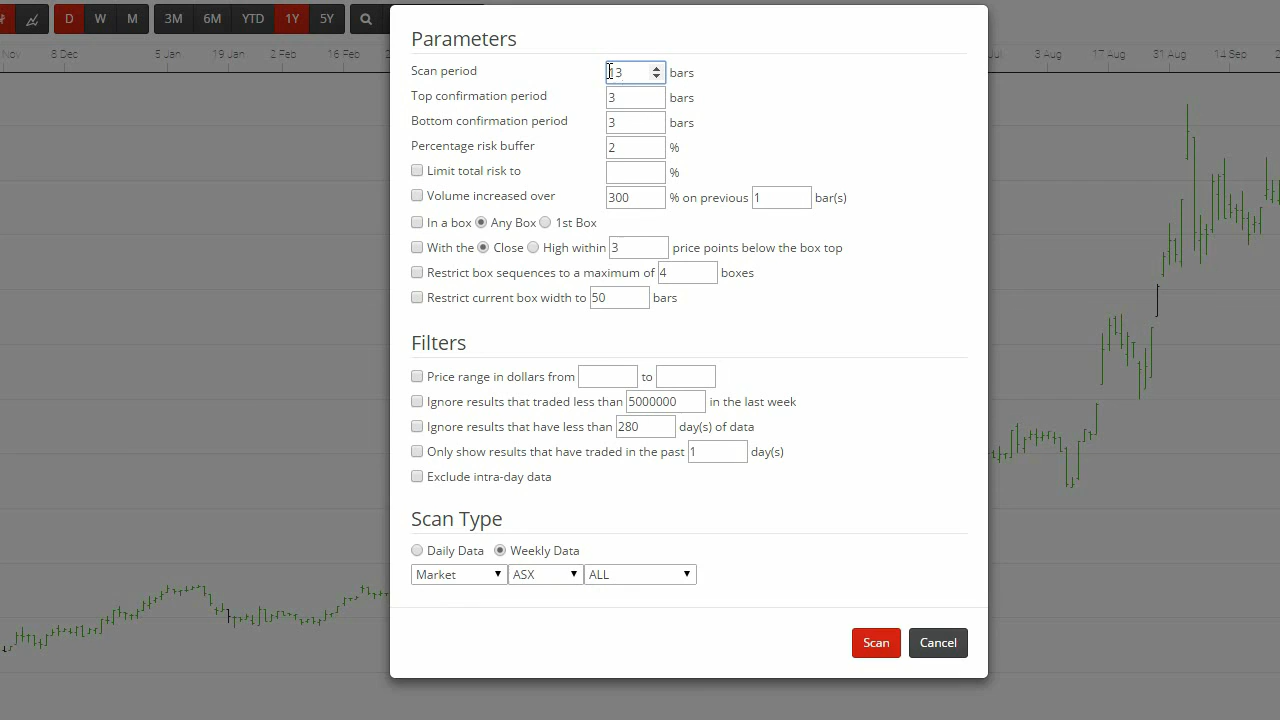 D W M 3M 6M YTD 1Y 5Y
Nov 8 Dec 5 Jan 19 Jan 2 Feb 16 Feb
3 Aug 17 Aug 31 Aug 14 Sep
Parameters
Scan period 13 bars
Top confirmation period 3 bars
Bottom confirmation period 3 bars
Percentage risk buffer 2 %
Limit total risk to %
Volume increased over 300 % on previous 1 bar(s)
In a box Any Box 1st Box
With the Close High within 3 price points below the box top
Restrict box sequences to a maximum of 4 boxes
Restrict current box width to 50 bars
Filters
Price range in dollars from to
Ignore results that traded less than 5000000 in the last week
Ignore results that have less than 280 day(s) of data
Only show results that have traded in the past 1 day(s)
Exclude intra-day data
Scan Type
Daily Data Weekly Data
Market ASX ALL
Scan Cancel